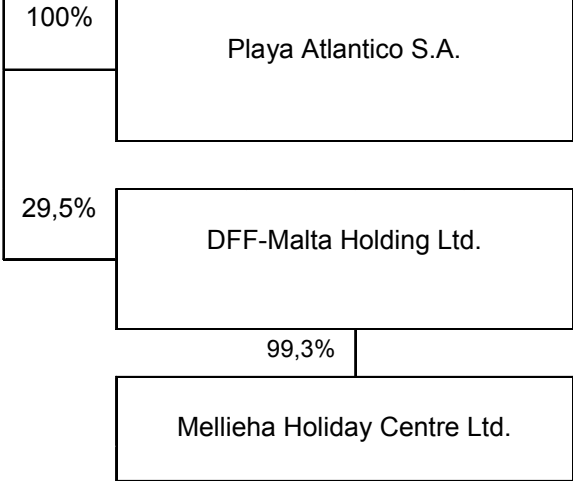 100%
Playa Atlantico S.A.
29,5%
DFF-Malta Holding Ltd.
99,3%
Mellieha Holiday Centre Ltd.